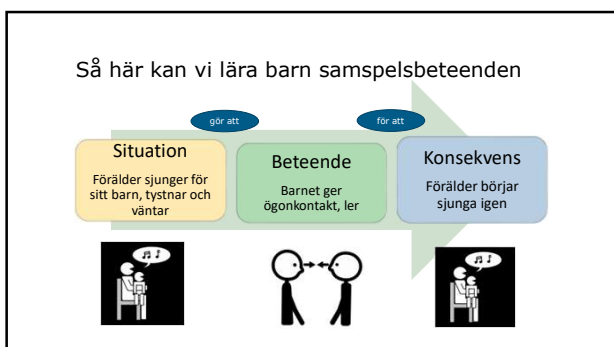 Så här kan vi lära barn samspelsbeteenden
gör att
för att
Situation
Förälder sjunger för
sitt barn, tystnar och
väntar
Beteende
Barnet ger
ögonkontakt, ler
Konsekvens
Förälder börjar
sjunga igen